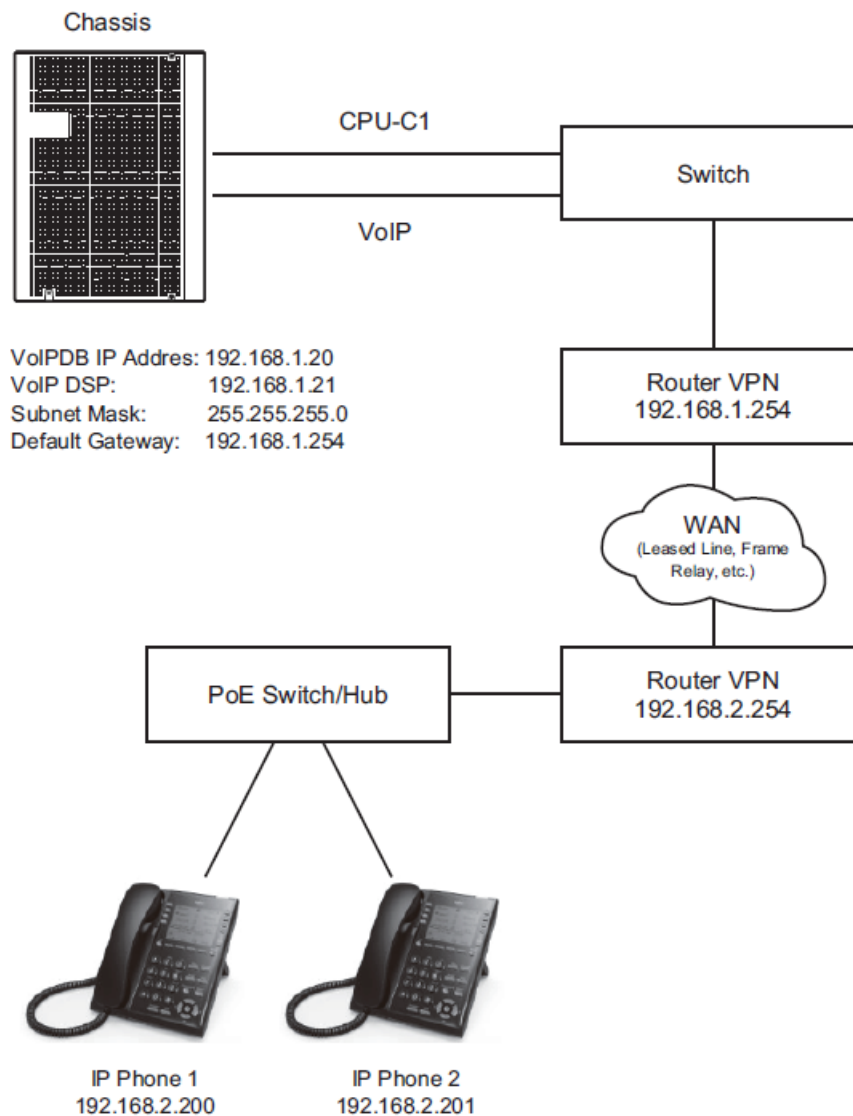 Chassis
CPU-C1
Switch
VoIP
VoIPDB IP Addres: 192.168.1.20
VoIP DSP: 192.168.1.21
Subnet Mask: 255.255.255.0
Default Gateway: 192.168.1.254
Router VPN
192.168.1.254
WAN
(Leased Line, Frame
Relay, etc.)
PoE Switch/Hub
Router VPN
192.168.2.254
IP Phone 1
192.168.2.200
IP Phone 2
192.168.2.201